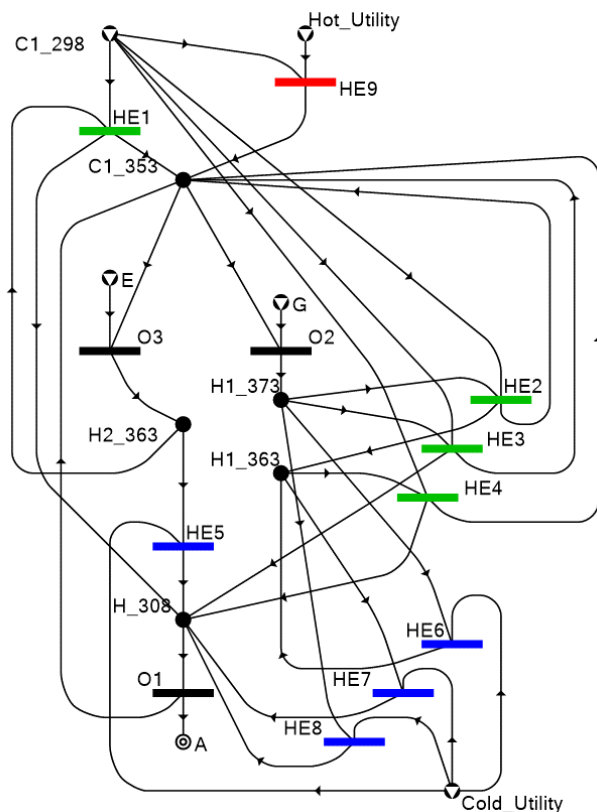 Hot_Utility
C1_298
HE9
HE1
C1_353
E
G
O3
O2
H1_373
HE2
H2_363
HE3
H1_363
HE4
HE5
H_308
HE6
O1
HE7
HE8
A
Cold_Utility